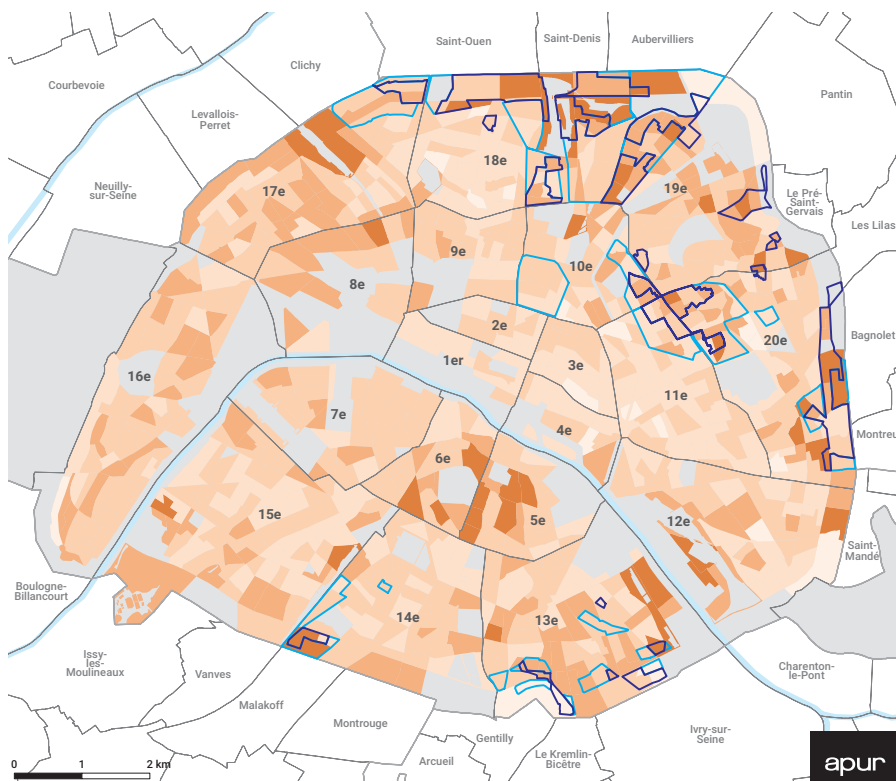 Saint-Ouen
Saint-Denis
Aubervilliers
Clichy
Courbevoie
Pantin
Levallois-
Perret
18e
Neuilly-
sur-Seine
17e
19e
Le Pré-
Saint-
Gervais
Les Lilas
9e
10e
8e
2e
20e
Bagnolet
1er
3e
16e
11e
7e
4e
Montreu
6e
15e
5e
12e
Saint-
Mandé
Boulogne-
Billancourt
14e
13e
Issy-
les-
Moulineaux
Vanves
Charenton-
le-Pont
Malakoff
Montrouge
Ivry-sur-
Seine
Gentilly
Le Kremlin-
Bicêtre
Arcueil
0 1 2 km
apur